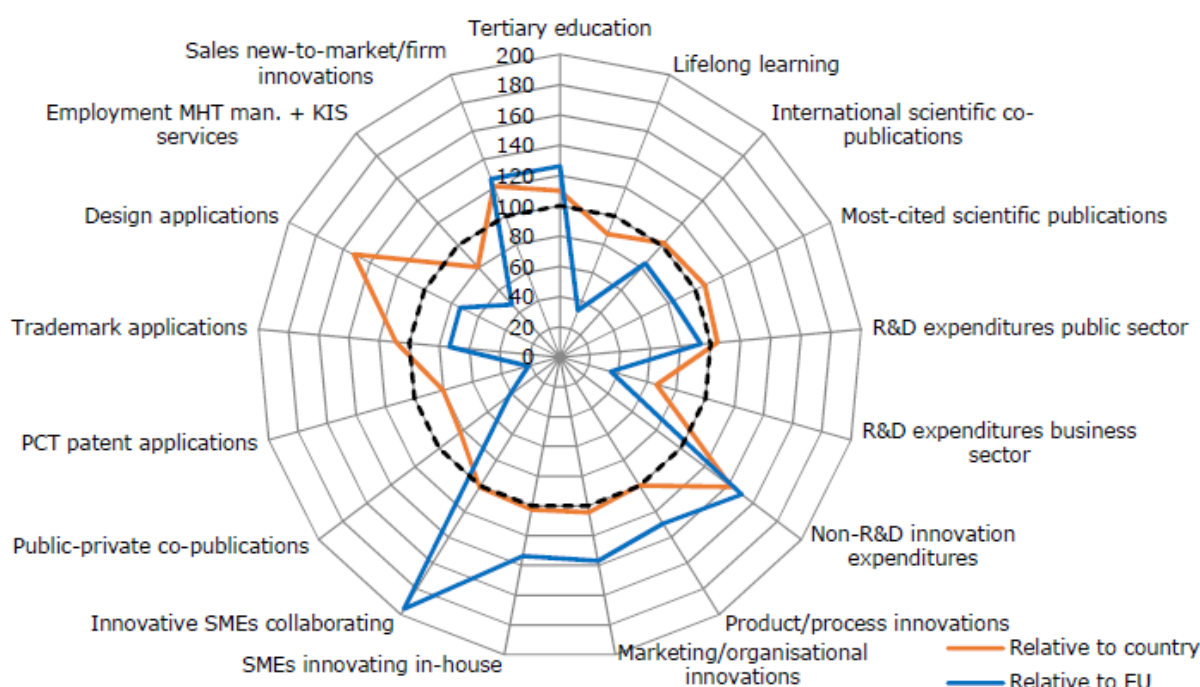 Tertiary education
Sales new-to-market/firm
innovations
Lifelong learning
Employment MHT man. + KIS
services
International scientific co-
publications
Design applications
Most-cited scientific publications
Trademark applications
R&D expenditures public sector
PCT patent applications
R&D expenditures business
sector
Public-private co-publications
Non-R&D innovation
expenditures
Innovative SMEs collaborating
Product/process innovations
SMEs innovating in-house
Marketing/organisational
innovations
200
180
160
140
120
100
80
60
40
20
0
Relative to country
Relative to EU